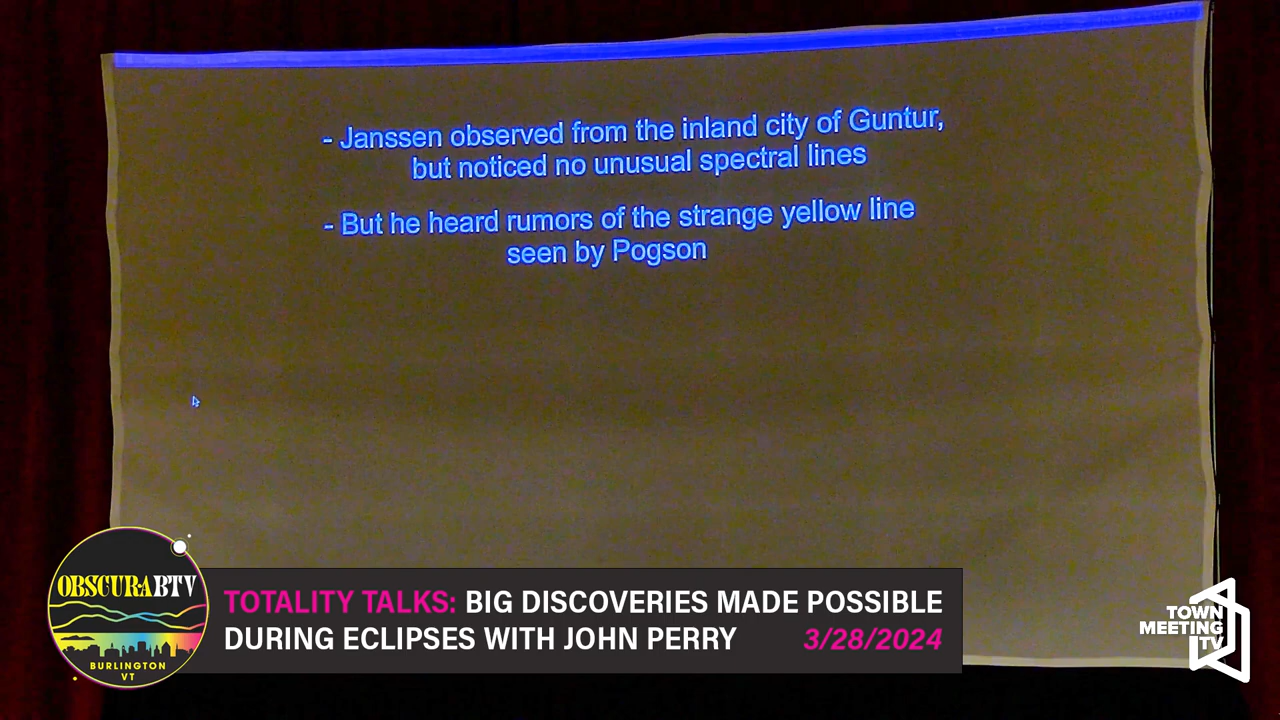 - Janssen observed from the inland city of Guntur,
but noticed no unusual spectral lines
- But he heard rumors of the strange yellow line
seen by Pogson
OBSCURABTV
BURLINGTON
VT
TOTALITY TALKS: BIG DISCOVERIES MADE POSSIBLE
DURING ECLIPSES WITH JOHN PERRY 3/28/2024
TOWN
MEETING
TV